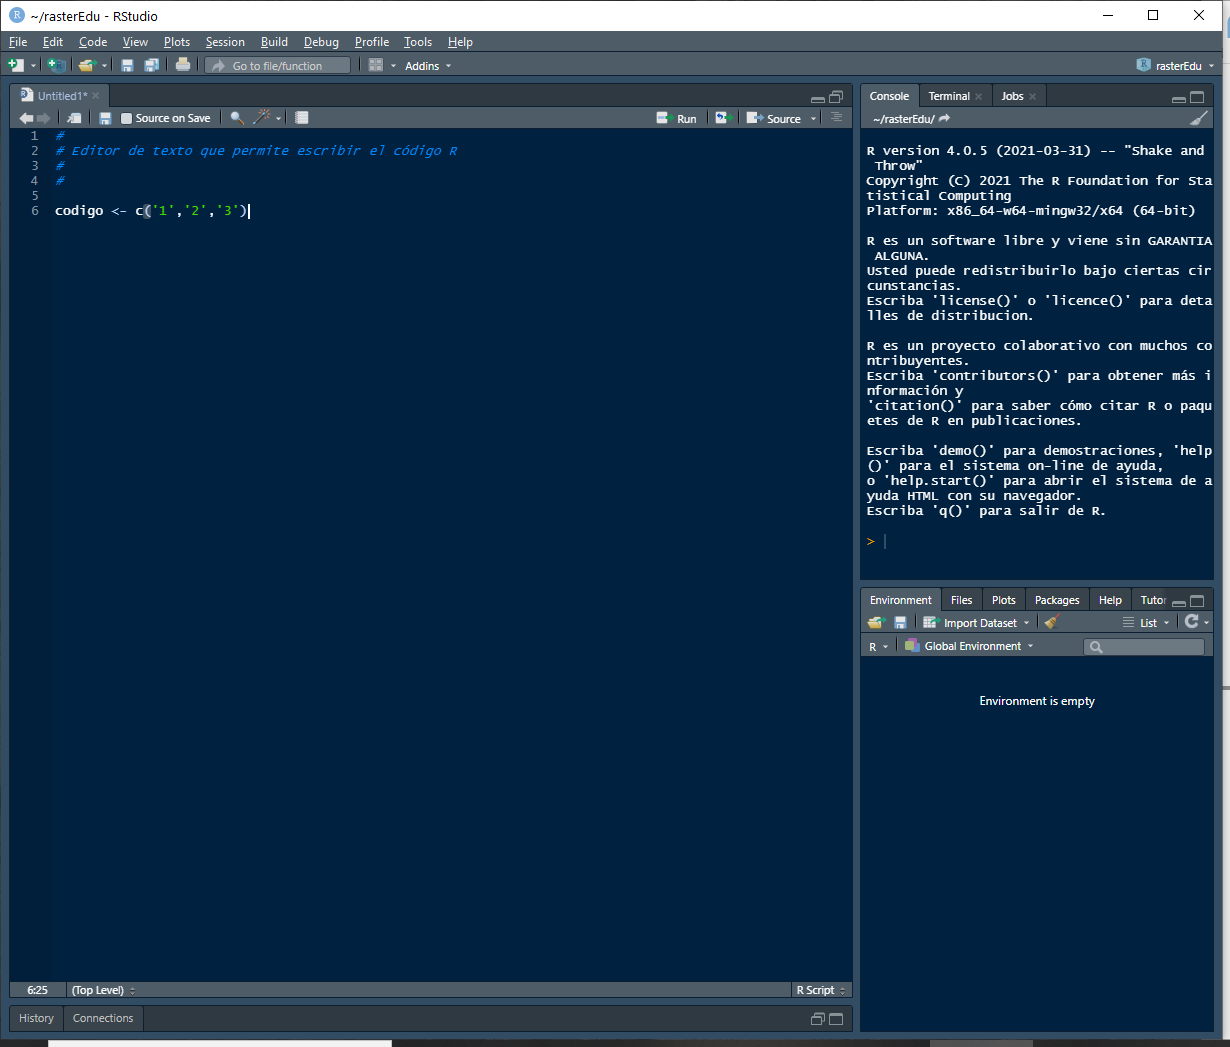 ~/rasterEdu - RStudio
File Edit Code View Plots Session Build Debug Profile Tools Help
Go to file/function Addins rasterEdu
Untitled1*
Source on Save Run Source
1 #
2 # Editor de texto que permite escribir el código R
3 #
4 #
5
6 codigo <- c('1','2','3')
6:25 (Top Level) R Script
History Connections
Console Terminal Jobs
~/rasterEdu/
R version 4.0.5 (2021-03-31) -- "Shake and
Throw"
Copyright (C) 2021 The R Foundation for Sta
tistical Computing
Platform: x86_64-w64-mingw32/x64 (64-bit)
R es un software libre y viene sin GARANTIA
ALGUNA.
Usted puede redistribuirlo bajo ciertas cir
cunstancias.
Escriba 'license()' o 'licence()' para deta
lles de distribucion.
R es un proyecto colaborativo con muchos co
ntribuyentes.
Escriba 'contributors()' para obtener más i
nformación y
'citation()' para saber cómo citar R o paqu
etes de R en publicaciones.
Escriba 'demo()' para demostraciones, 'help
()' para el sistema on-line de ayuda,
o 'help.start()' para abrir el sistema de a
yuda HTML con su navegador.
Escriba 'q()' para salir de R.
>
Environment Files Plots Packages Help Tutor
Import Dataset List
R Global Environment
Environment is empty